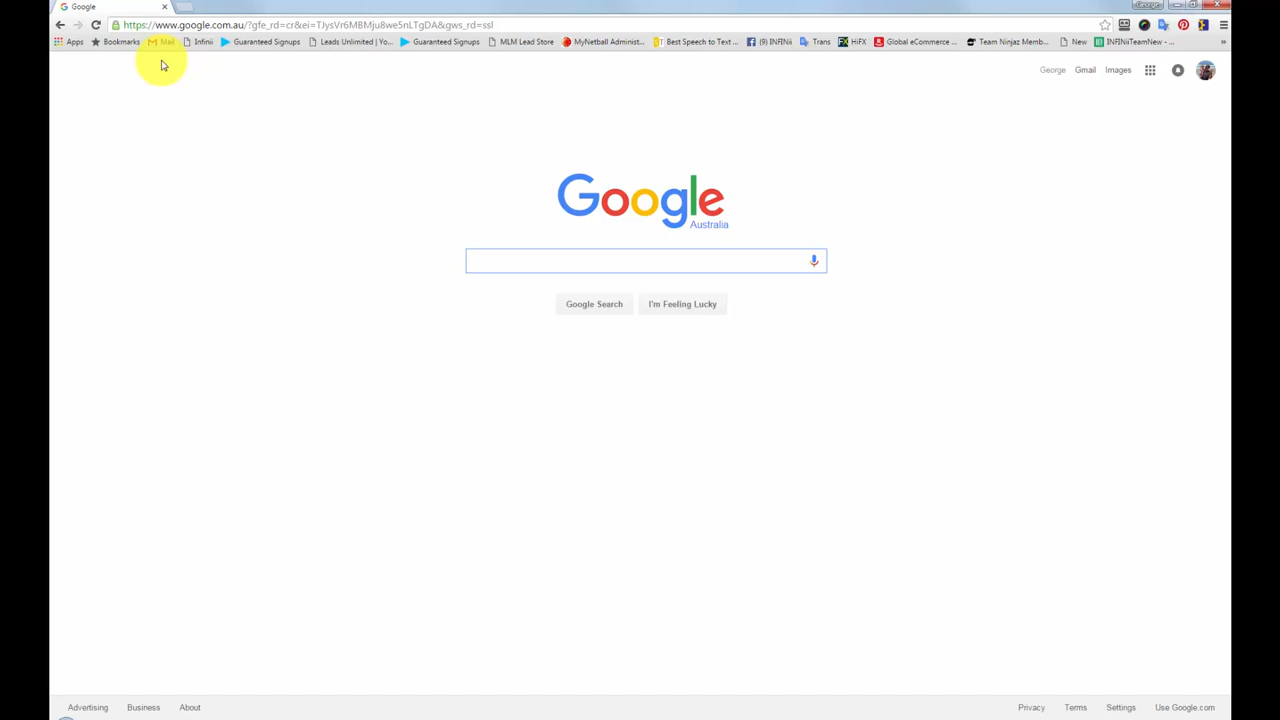 Google
George
https://www.google.com.au/?gfe_rd=cr&ei=TJysVr6MBMju8we5nLTgDA&gws_rd=ssl
Apps Bookmarks Mail Infinii Guaranteed Signups Leads Unlimited | Yo... Guaranteed Signups MLM Lead Store MyNetball Administ... Best Speech to Text ... (9) INFINii Trans HiFX Global eCommerce ... Team Ninjaz Memb... New INFINiiTeamNew - ... »
George Gmail Images
Google
Australia
Google Search I'm Feeling Lucky
Advertising Business About Privacy Terms Settings Use Google.com